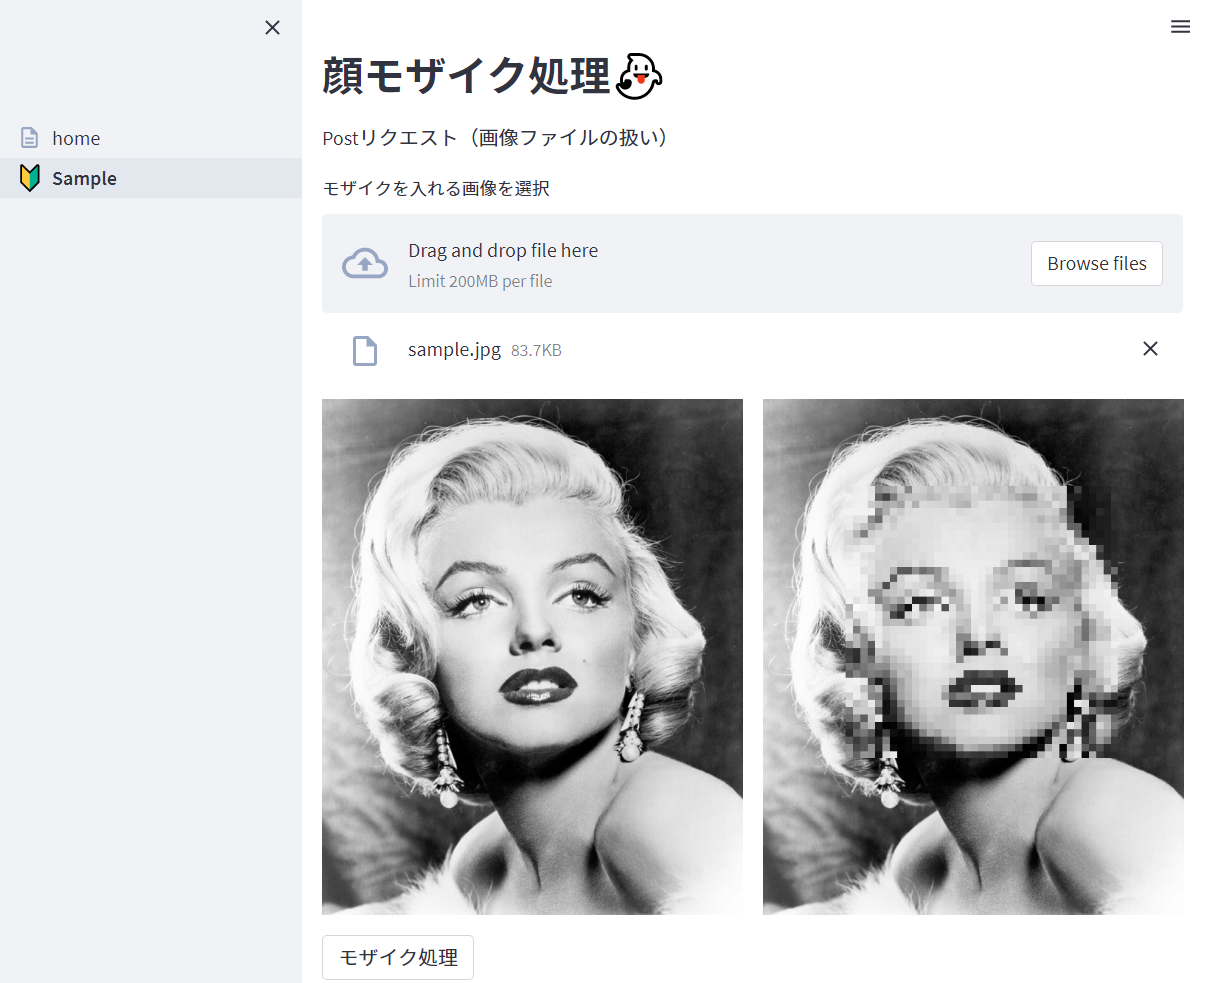 home
Sample
顔モザイク処理👻
Postリクエスト（画像ファイルの扱い）
モザイクを入れる画像を選択
Drag and drop file here
Limit 200MB per file
Browse files
sample.jpg 83.7KB
モザイク処理